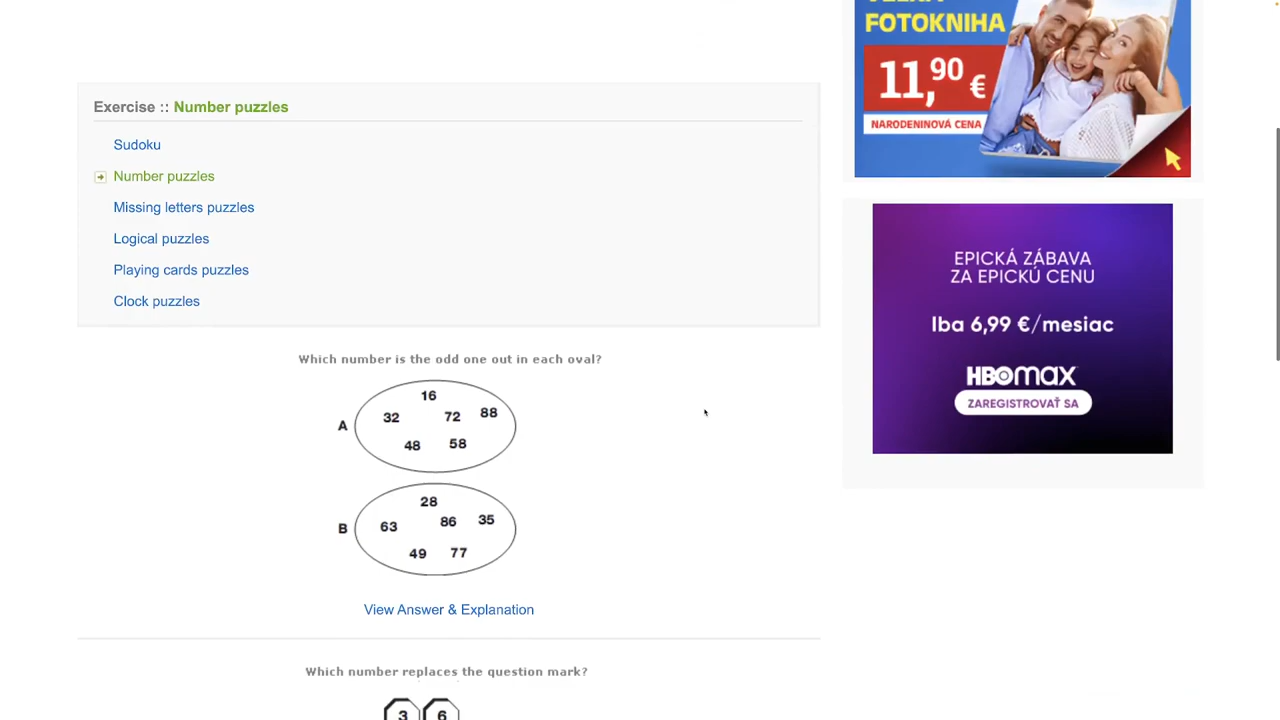 Exercise :: Number puzzles
Sudoku
Number puzzles
Missing letters puzzles
Logical puzzles
Playing cards puzzles
Clock puzzles
Which number is the odd one out in each oval?
16
32 72 88
A
48 58
28
63 86 35
B
49 77
View Answer & Explanation
Which number replaces the question mark?
3 6
FOTOKNIHA
11,90 €
NARODENINOVÁ CENA
EPICKÁ ZÁBAVA
ZA EPICKÚ CENU
Iba 6,99 €/mesiac
HBOmax
ZAREGISTROVAŤ SA